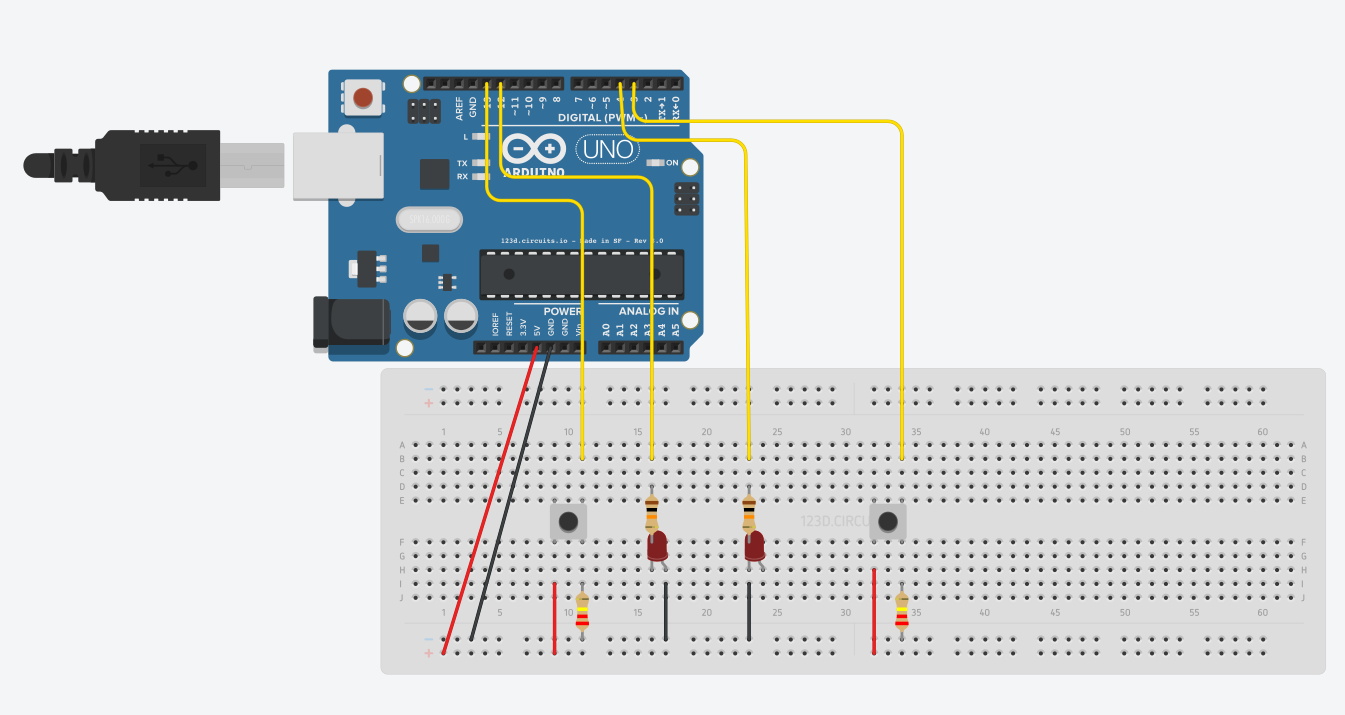 AREF
GND
13
12
~11
~10
~9
8
7
~6
~5
4
~3
2
TX→1
RX←0
DIGITAL (PWM~)
L
TX
RX
ON
UNO
ARDUINO
123d.circuits.io - Made in SF - Rev 1.0
POWER
ANALOG IN
IOREF
RESET
3.3V
5V
GND
GND
Vin
A0
A1
A2
A3
A4
A5
1 5 10 15 20 25 30 35 40 45 50 55 60
A A
B B
C C
D D
E E
123D.CIRCU
F F
G G
H H
I I
J J
1 5 10 15 20 25 30 35 40 45 50 55 60